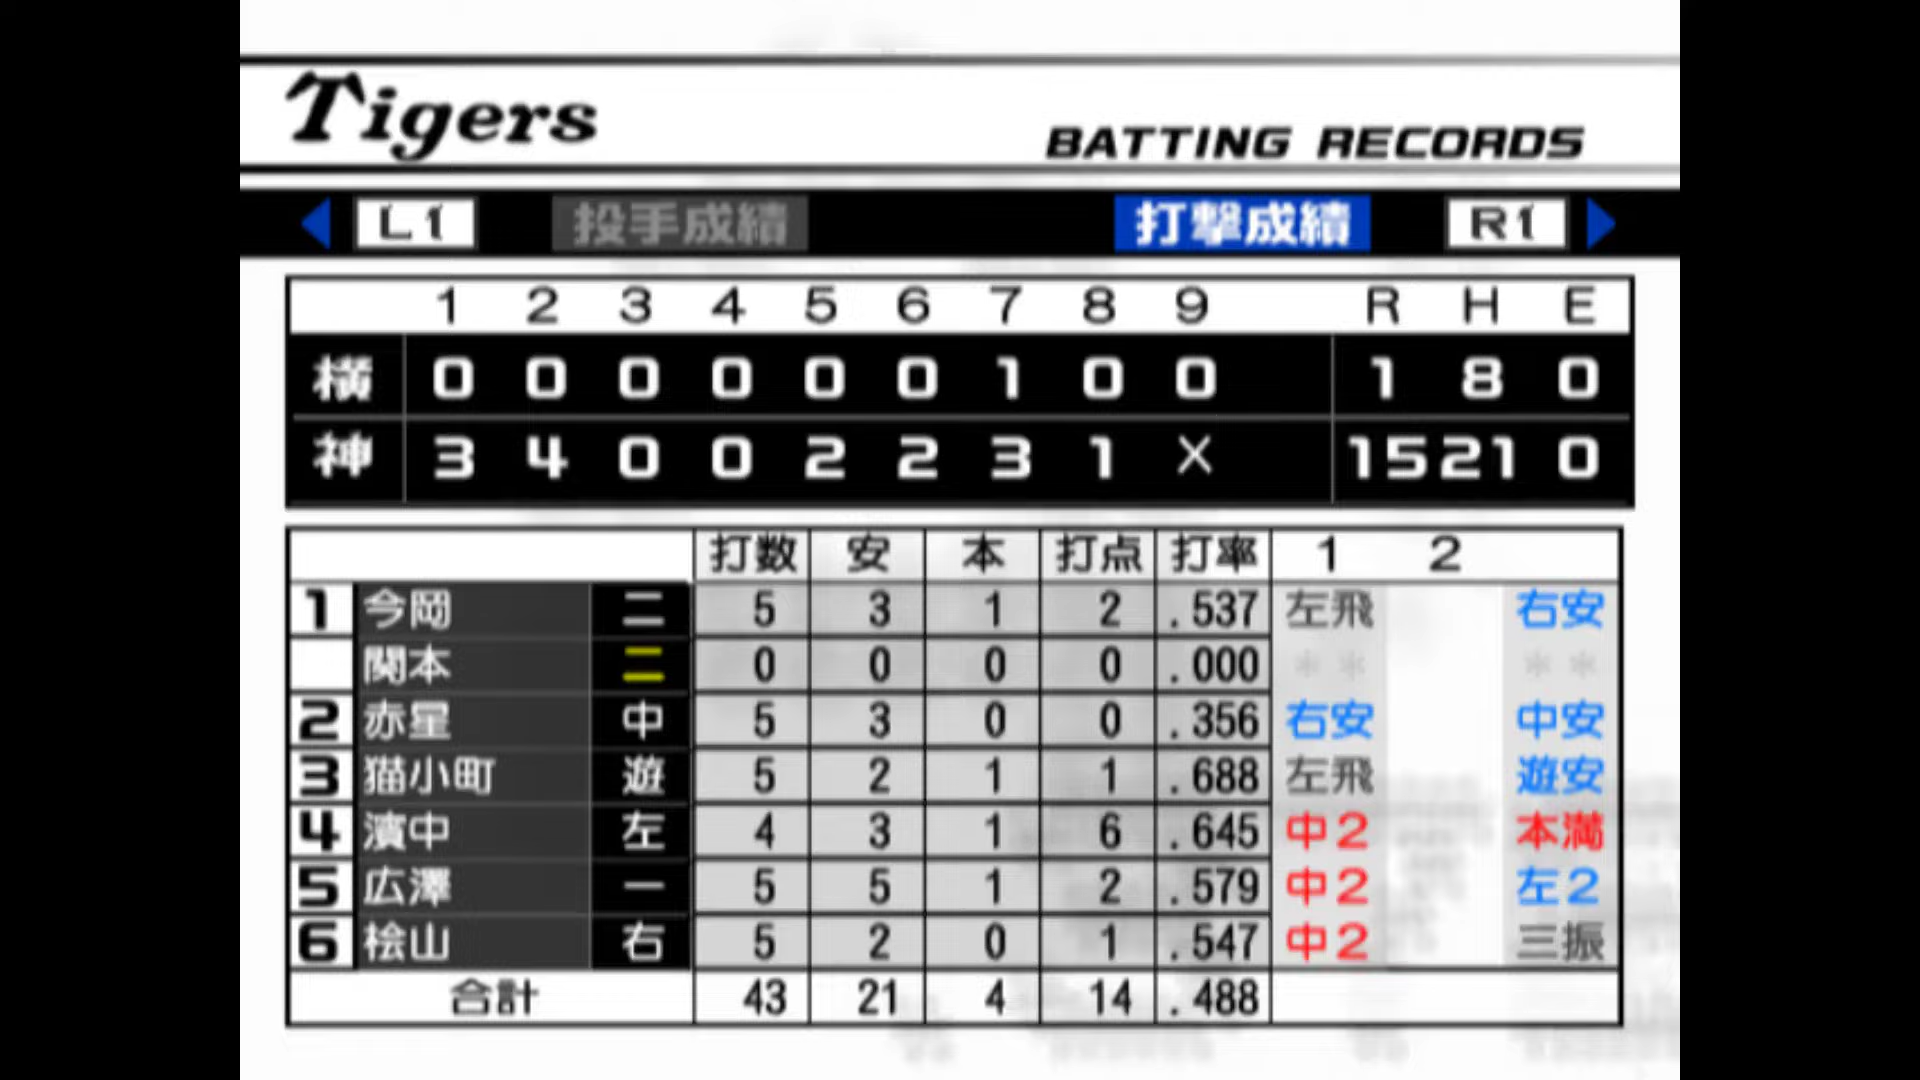 Tigers
BATTING RECORDS
L1 投手成績 打撃成績 R1
1 2 3 4 5 6 7 8 9 R H E
横 0 0 0 0 0 0 1 0 0 1 8 0
神 3 4 0 0 2 2 3 1 X 15 21 0
打数 安 本 打点 打率 1 2
1 今岡 二 5 3 1 2 .537 左飛 右安
関本 二 0 0 0 0 .000 ** **
2 赤星 中 5 3 0 0 .356 右安 中安
3 猫小町 遊 5 2 1 1 .688 左飛 遊安
4 濱中 左 4 3 1 6 .645 中2 本満
5 広澤 一 5 5 1 2 .579 中2 左2
6 桧山 右 5 2 0 1 .547 中2 三振
合計 43 21 4 14 .488